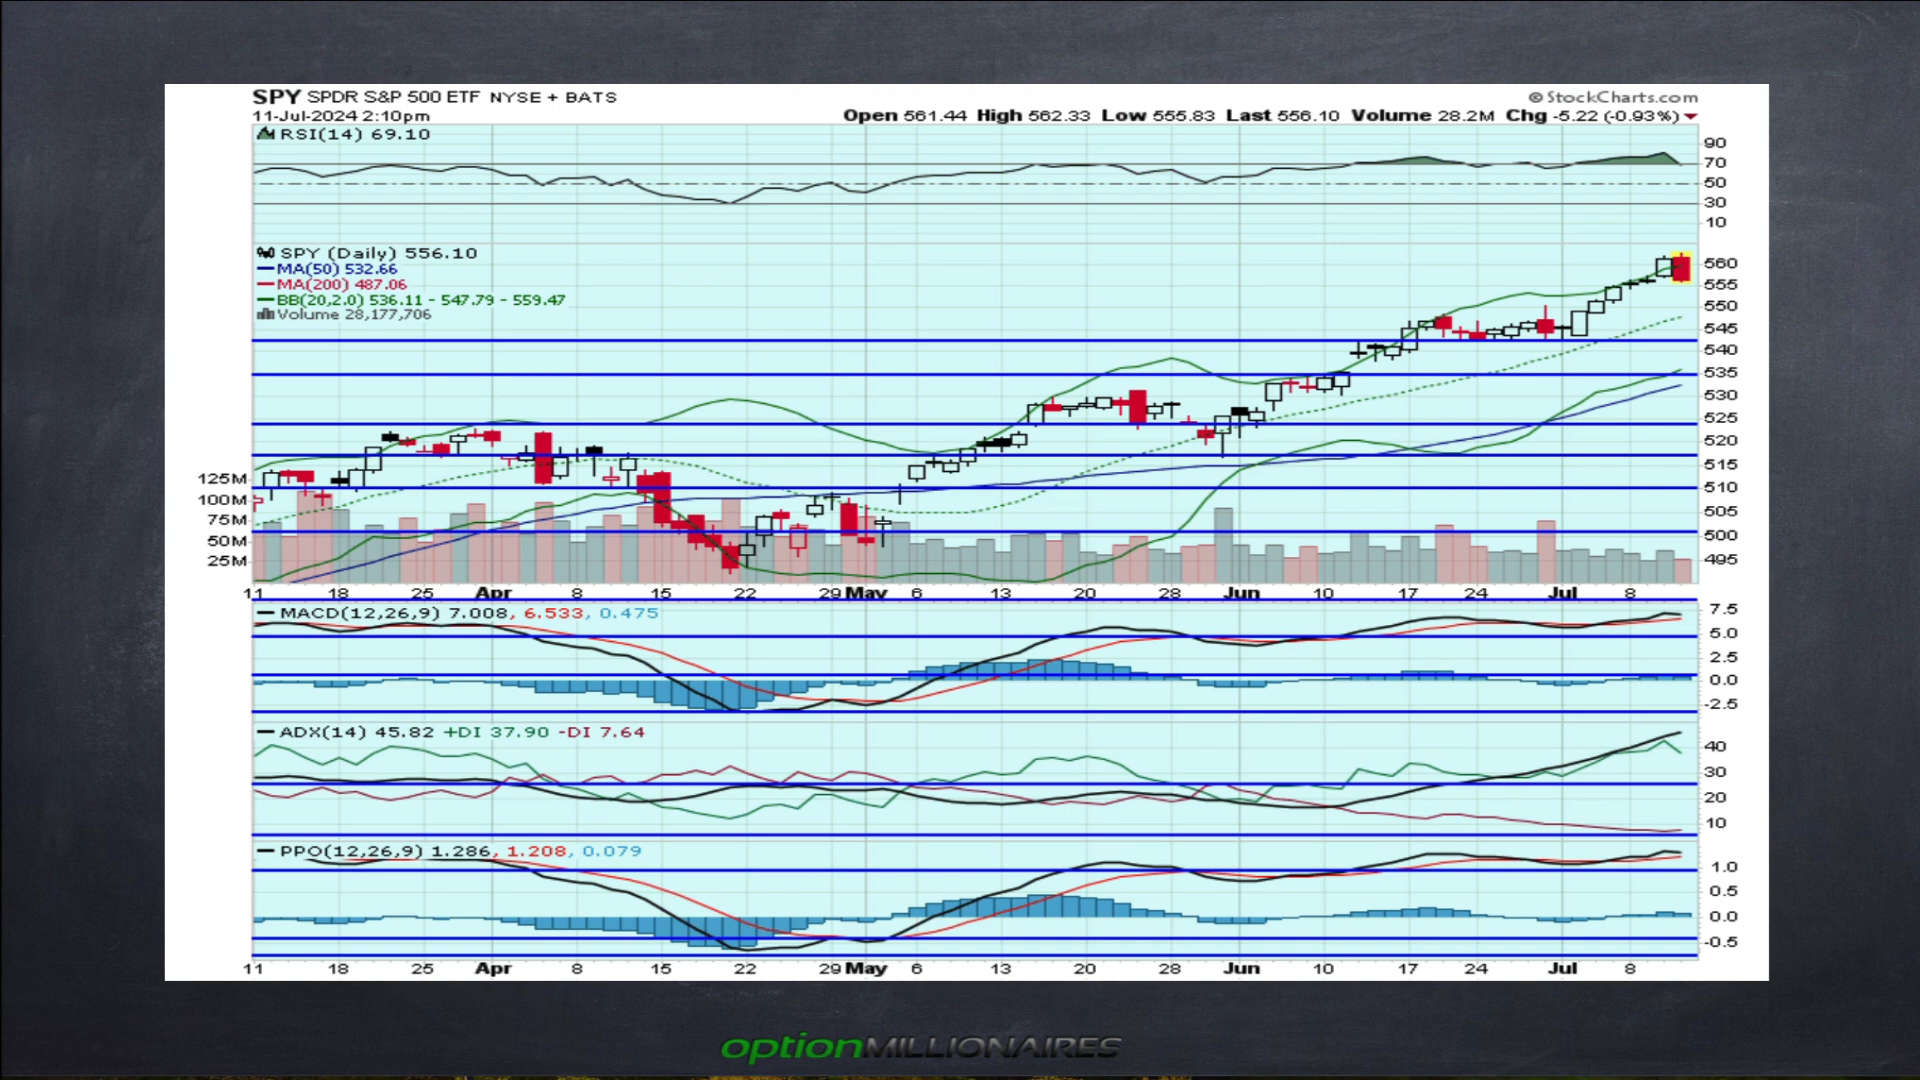 SPY SPDR S&P 500 ETF NYSE + BATS
© StockCharts.com
11-Jul-2024 2:10pm
Open 561.44 High 562.33 Low 555.83 Last 556.10 Volume 28.2M Chg -5.22 (-0.93%)
RSI(14) 69.10
90
70
50
30
10
SPY (Daily) 556.10
MA(50) 532.66
MA(200) 487.06
BB(20,2.0) 536.11 - 547.79 - 559.47
Volume 28,177,706
560
555
550
545
540
535
530
525
520
515
510
505
500
495
125M
100M
75M
50M
25M
11 18 25 Apr 8 15 22 29 May 6 13 20 28 Jun 10 17 24 Jul 8
MACD(12,26,9) 7.008, 6.533, 0.475
7.5
5.0
2.5
0.0
-2.5
ADX(14) 45.82 +DI 37.90 -DI 7.64
40
30
20
10
PPO(12,26,9) 1.286, 1.208, 0.079
1.0
0.5
0.0
-0.5
11 18 25 Apr 8 15 22 29 May 6 13 20 28 Jun 10 17 24 Jul 8
optionMILLIONAIRES